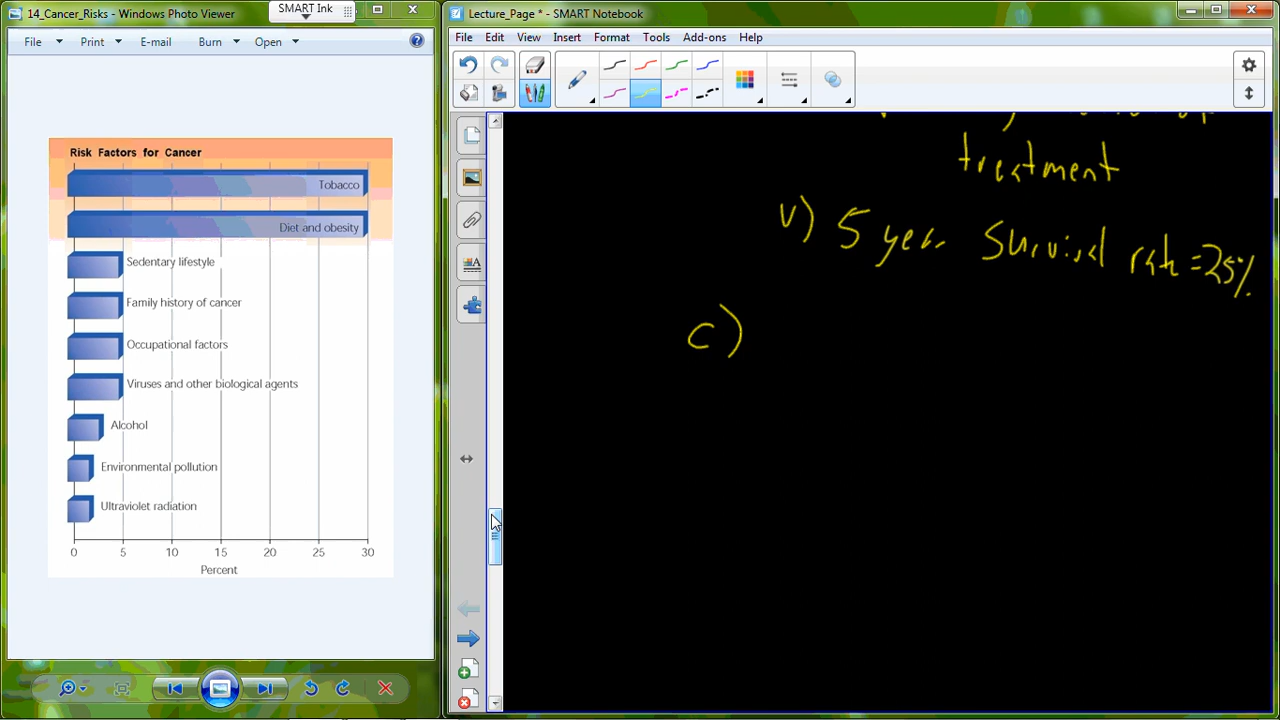 14_Cancer_Risks - Windows Photo Viewer
SMART Ink
File Print E-mail Burn Open
Risk Factors for Cancer
Tobacco
Diet and obesity
Sedentary lifestyle
Family history of cancer
Occupational factors
Viruses and other biological agents
Alcohol
Environmental pollution
Ultraviolet radiation
0 5 10 15 20 25 30
Percent
Lecture_Page * - SMART Notebook
File Edit View Insert Format Tools Add-ons Help
treatment
v) 5 year survival rate = 25%
c)